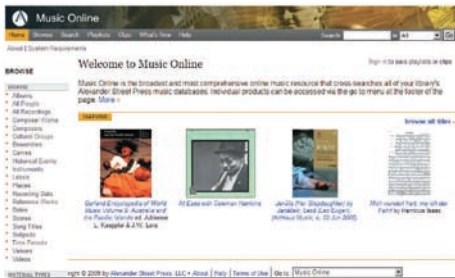 Music Online
Home Browse Search Playlists Clips What's New Help
Search in All Go
About | System Requirements
Welcome to Music Online
Sign in to save playlists or clips
BROWSE
Music Online is the broadest and most comprehensive online music resource that cross-searches all of your library's
Alexander Street Press music databases. Individual products can be accessed via the go to menu at the footer of the
page. More
BROWSE
Albums
All People
All Recordings
Composer Works
Composers
Cultural Groups
Ensembles
Genres
Historical Events
Instruments
Labels
Places
Recording Dates
Reference Works
Scores
Song Titles
Subjects
Time Periods
Venues
Videos
FEATURED
browse all titles
Garland Encyclopedia of World
Music Volume 9: Australia and
the Pacific Islands ed. Adrienne
L. Kaeppler & J.W. Love
At Ease with Coleman Hawkins
Janáček
Henricus Isaac
MATERIAL TYPES
right © 2009 by Alexander Street Press, LLC • About | Help | Terms of Use
Go to: Music Online